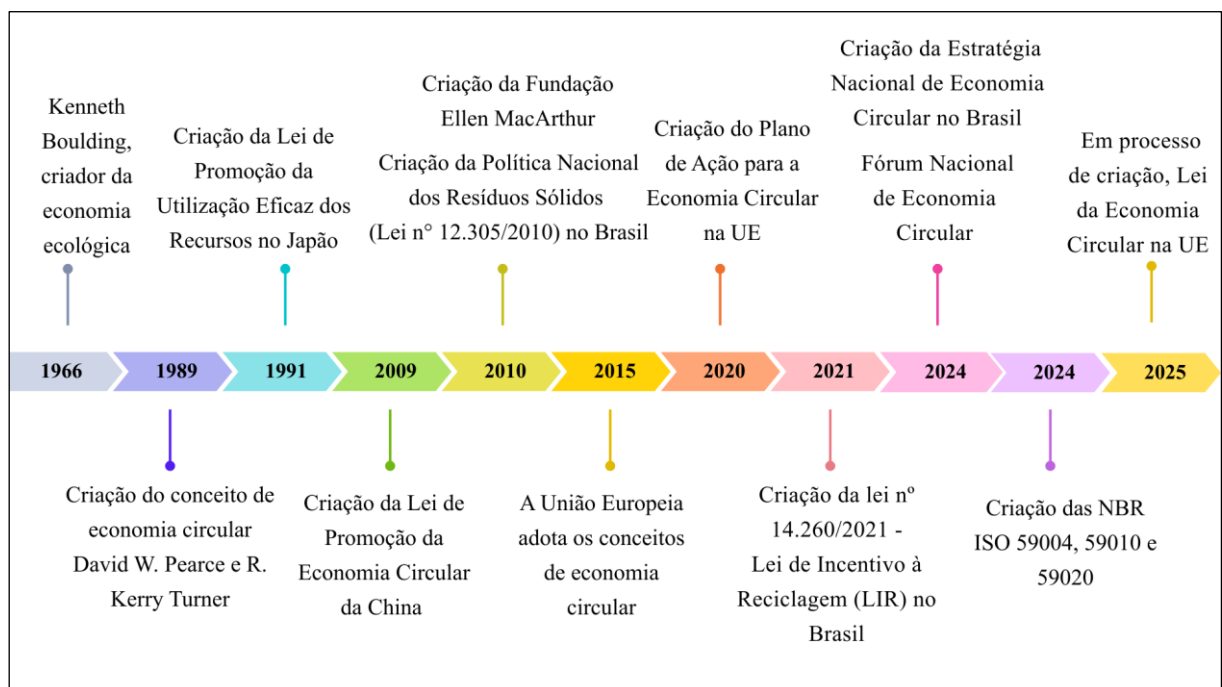 Kenneth
Boulding,
criador da
economia
ecológica
Criação da Lei de
Promoção da
Utilização Eficaz dos
Recursos no Japão
Criação da Fundação
Ellen MacArthur
Criação da Política Nacional
dos Resíduos Sólidos
(Lei n° 12.305/2010) no Brasil
Criação do Plano
de Ação para a
Economia Circular
na UE
Criação da Estratégia
Nacional de Economia
Circular no Brasil
Fórum Nacional
de Economia
Circular
Em processo
de criação, Lei
da Economia
Circular na UE
1966 1989 1991 2009 2010 2015 2020 2021 2024 2024 2025
Criação do conceito de
economia circular
David W. Pearce e R.
Kerry Turner
Criação da Lei de
Promoção da
Economia Circular
da China
A União Europeia
adota os conceitos
de economia
circular
Criação da lei nº
14.260/2021 -
Lei de Incentivo à
Reciclagem (LIR) no
Brasil
Criação das NBR
ISO 59004, 59010 e
59020